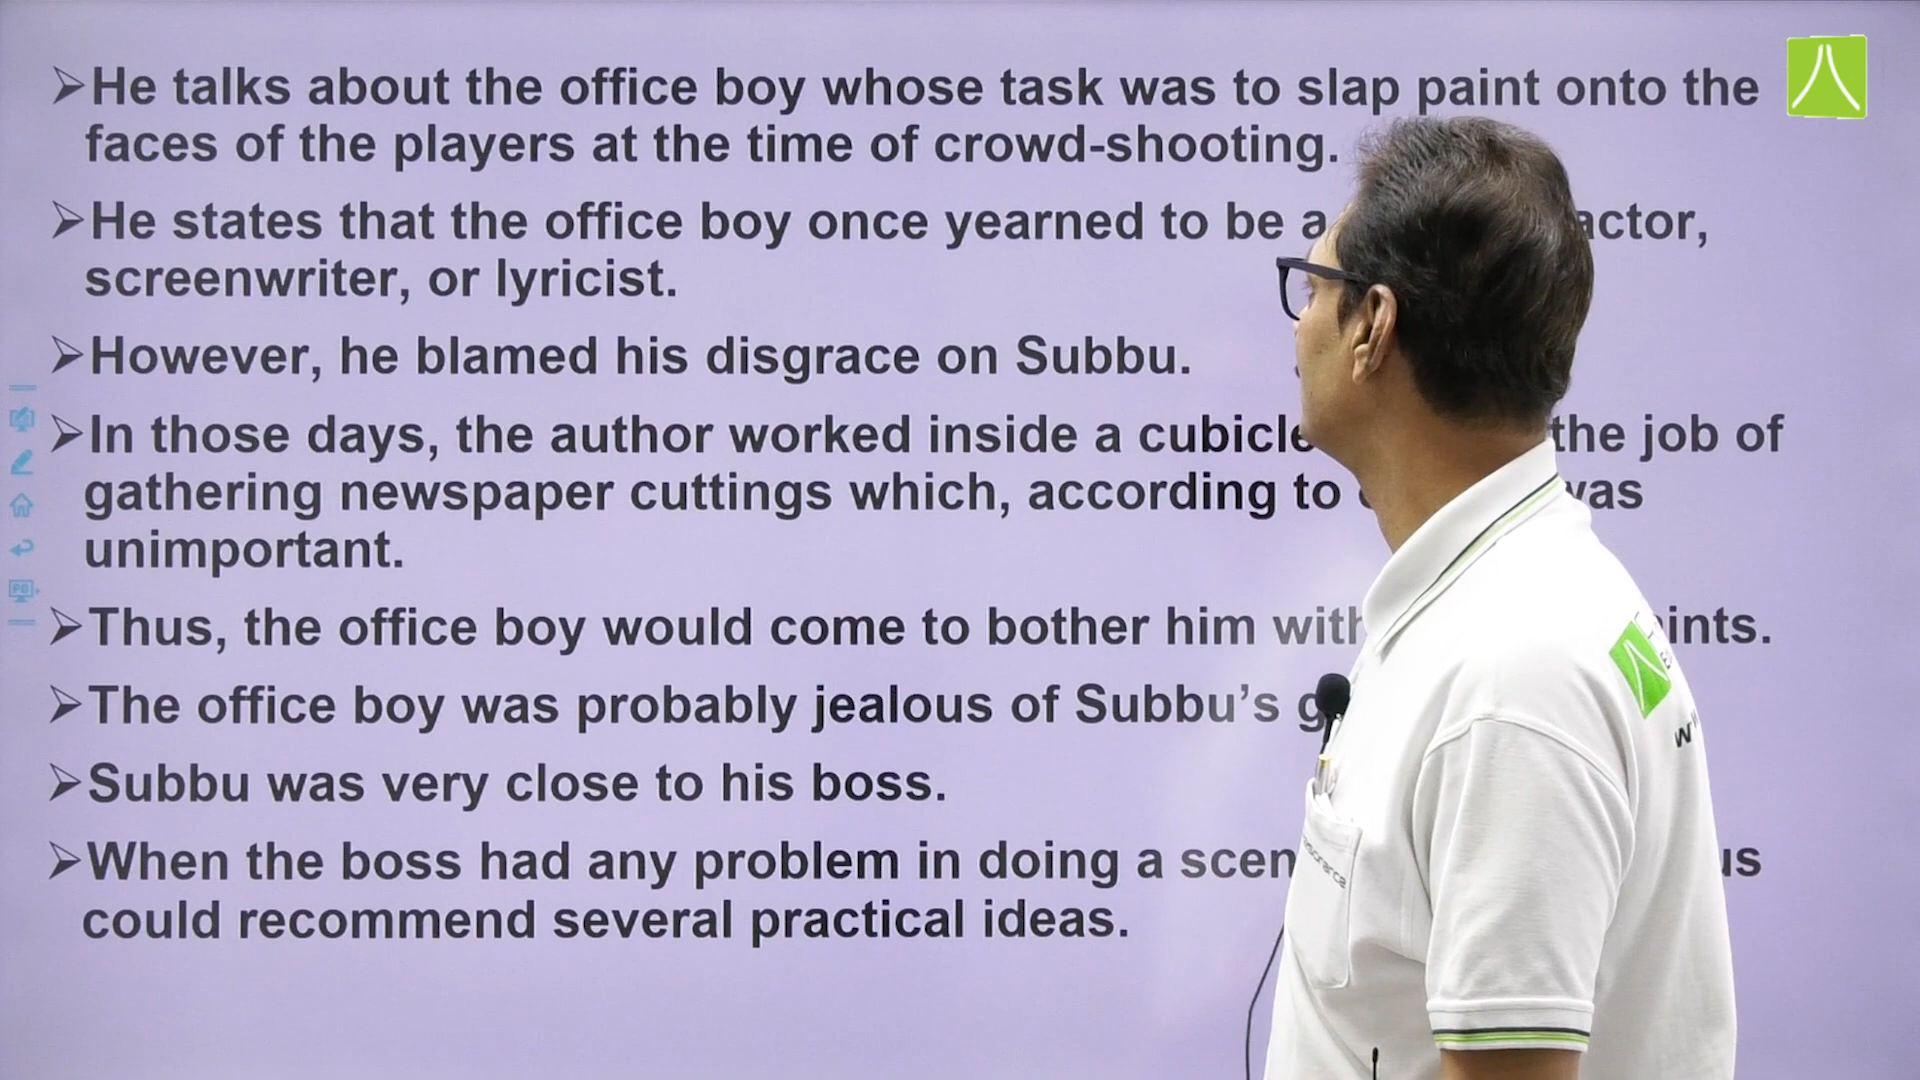 ➢He talks about the office boy whose task was to slap paint onto the
faces of the players at the time of crowd-shooting.
➢He states that the office boy once yearned to be a actor,
screenwriter, or lyricist.
➢However, he blamed his disgrace on Subbu.
➢In those days, the author worked inside a cubicle the job of
gathering newspaper cuttings which, according to was
unimportant.
➢Thus, the office boy would come to bother him with
➢The office boy was probably jealous of Subbu’s
➢Subbu was very close to his boss.
➢When the boss had any problem in doing a
could recommend several practical ideas.